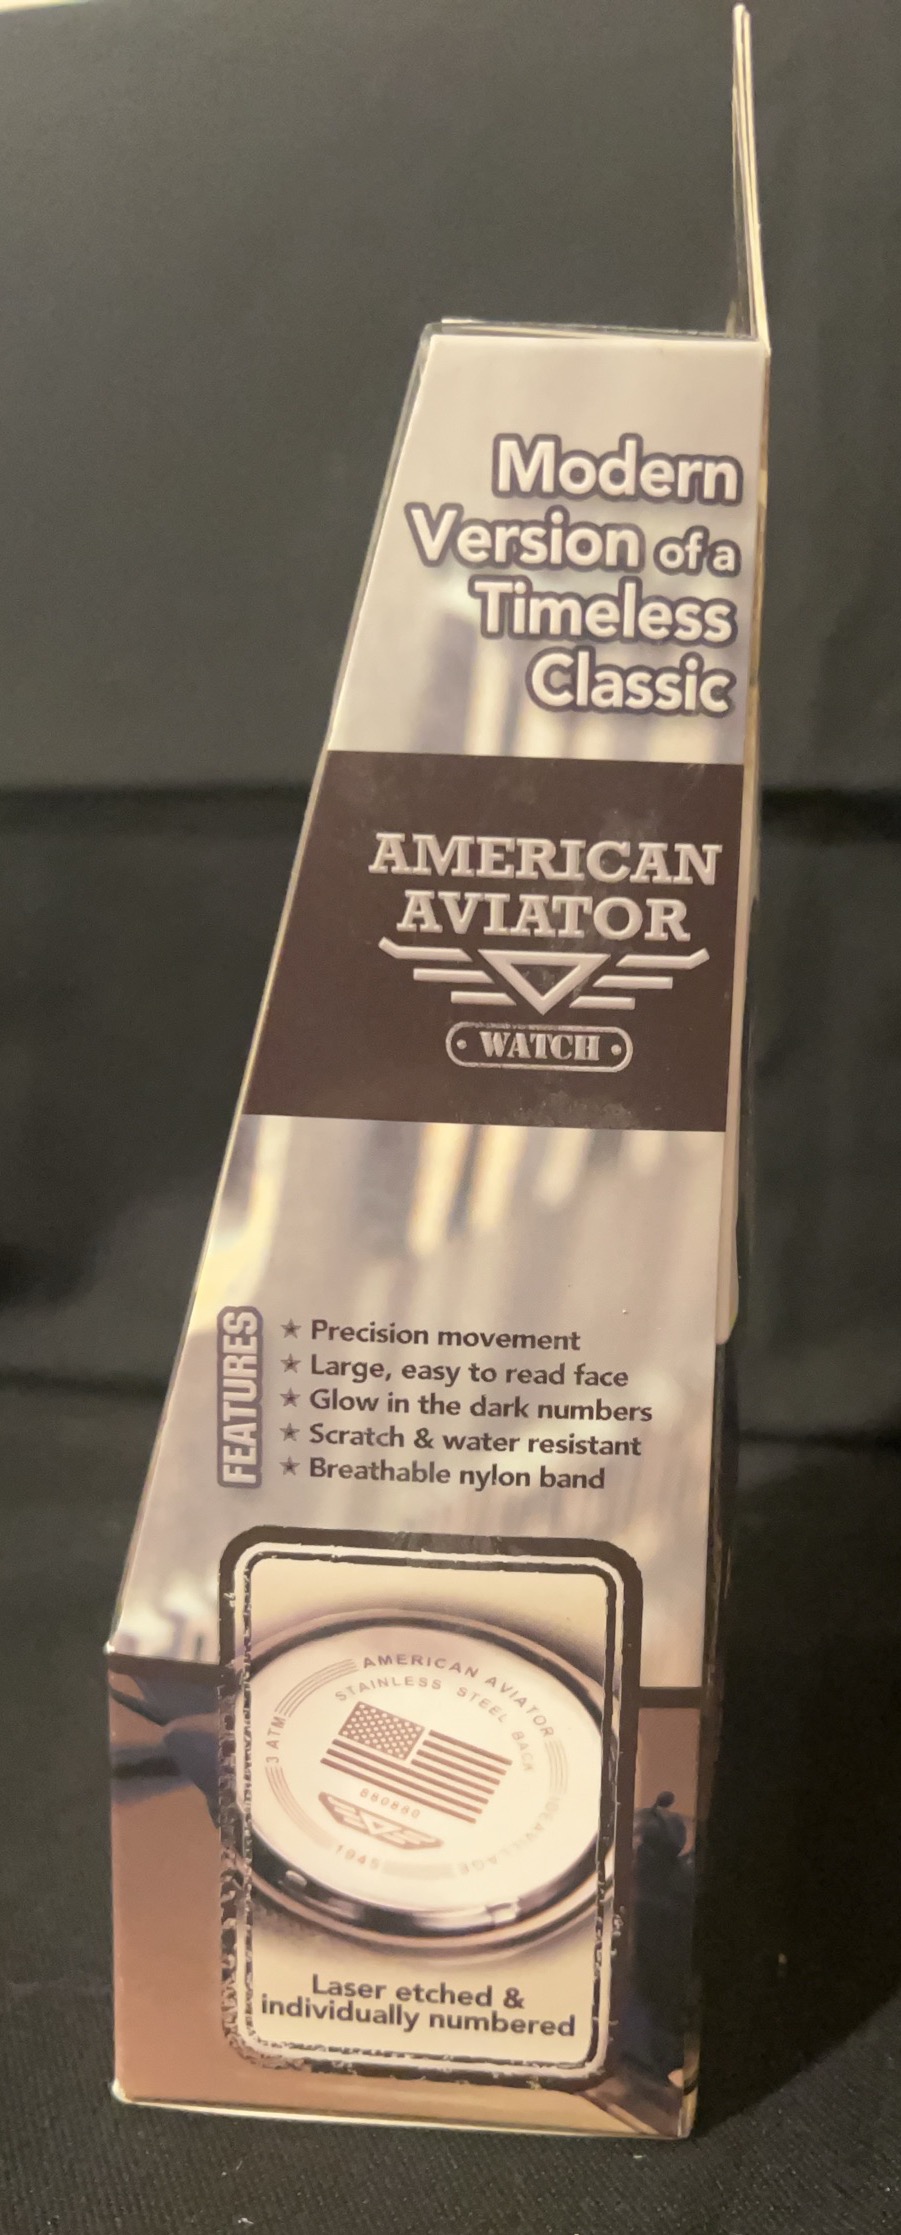 Modern
Version of a
Timeless
Classic
AMERICAN
AVIATOR
WATCH
FEATURES
★ Precision movement
★ Large, easy to read face
★ Glow in the dark numbers
★ Scratch & water resistant
★ Breathable nylon band
AMERICAN AVIATOR
STAINLESS STEEL BACK
3 ATM
IDEAVILLAGE
1945
Laser etched &
individually numbered